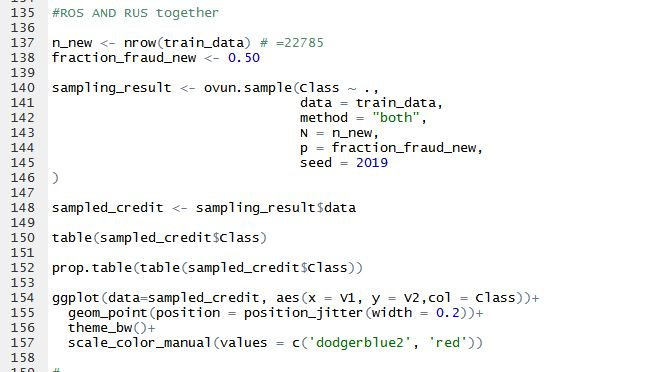 135 #ROS AND RUS together
136
137 n_new <- nrow(train_data) # =22785
138 fraction_fraud_new <- 0.50
139
140 sampling_result <- ovun.sample(Class ~ .,
141 data = train_data,
142 method = "both",
143 N = n_new,
144 p = fraction_fraud_new,
145 seed = 2019
146 )
147
148 sampled_credit <- sampling_result$data
149
150 table(sampled_credit$Class)
151
152 prop.table(table(sampled_credit$Class))
153
154 ggplot(data=sampled_credit, aes(x = V1, y = V2,col = Class))+
155 geom_point(position = position_jitter(width = 0.2))+
156 theme_bw()+
157 scale_color_manual(values = c('dodgerblue2', 'red'))
158